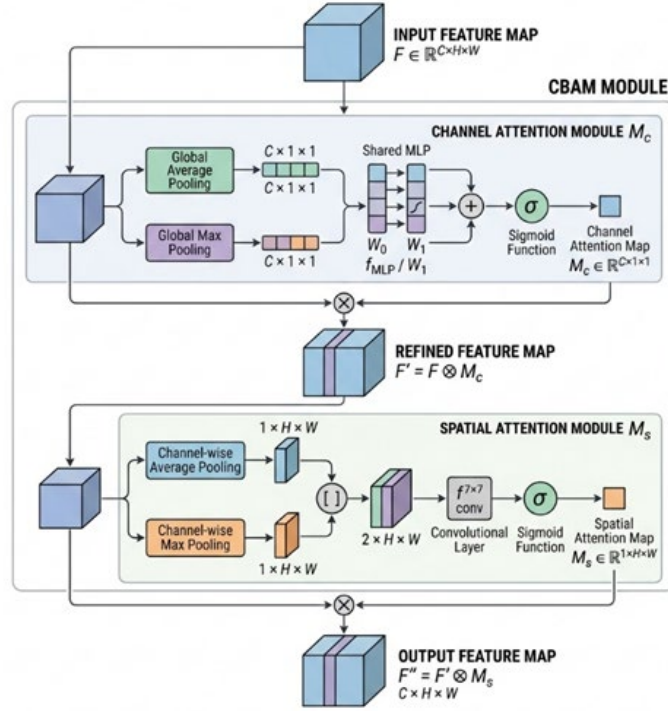 INPUT FEATURE MAP
F ∈ ℝ^{C×H×W}
CBAM MODULE
CHANNEL ATTENTION MODULE M_c
Global
Average
Pooling
C × 1 × 1
C × 1 × 1
Global Max
Pooling
C × 1 × 1
Shared MLP
W_0 W_1
f_MLP / W_1
+
σ
Sigmoid
Function
Channel
Attention Map
M_c ∈ ℝ^{C×1×1}
⊗
REFINED FEATURE MAP
F' = F ⊗ M_c
SPATIAL ATTENTION MODULE M_s
1 × H × W
Channel-wise
Average Pooling
Channel-wise
Max Pooling
1 × H × W
[ ]
2 × H × W
f^{7×7}
conv
Convolutional
Layer
σ
Sigmoid
Function
Spatial
Attention Map
M_s ∈ ℝ^{1×H×W}
⊗
OUTPUT FEATURE MAP
F'' = F' ⊗ M_s
C × H × W